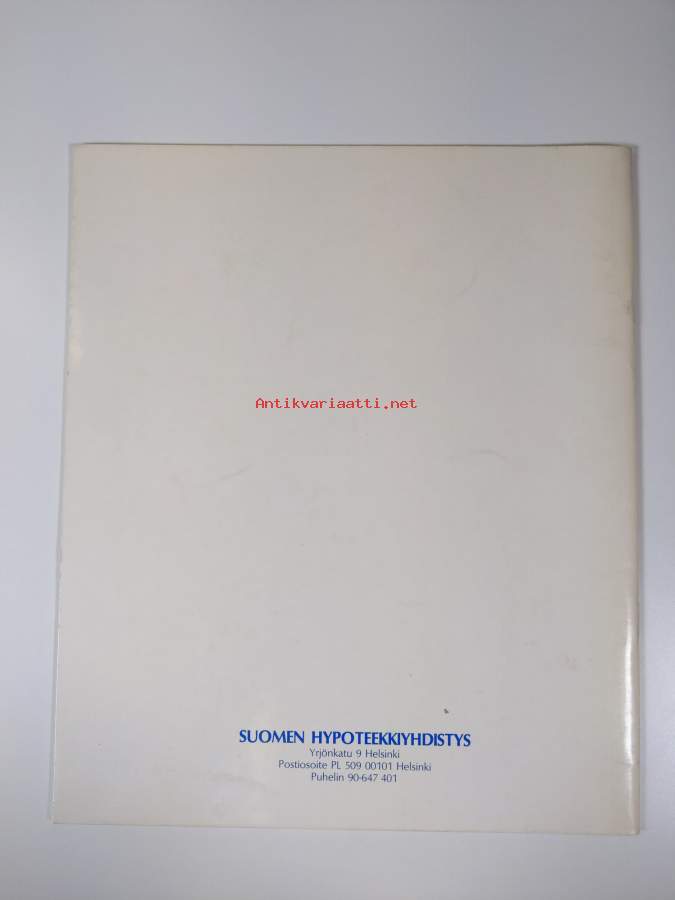 Antikvariaatti.net
SUOMEN HYPOTEEKKIYHDISTYS
Yrjönkatu 9 Helsinki
Postiosoite PL 509 00101 Helsinki
Puhelin 90-647 401